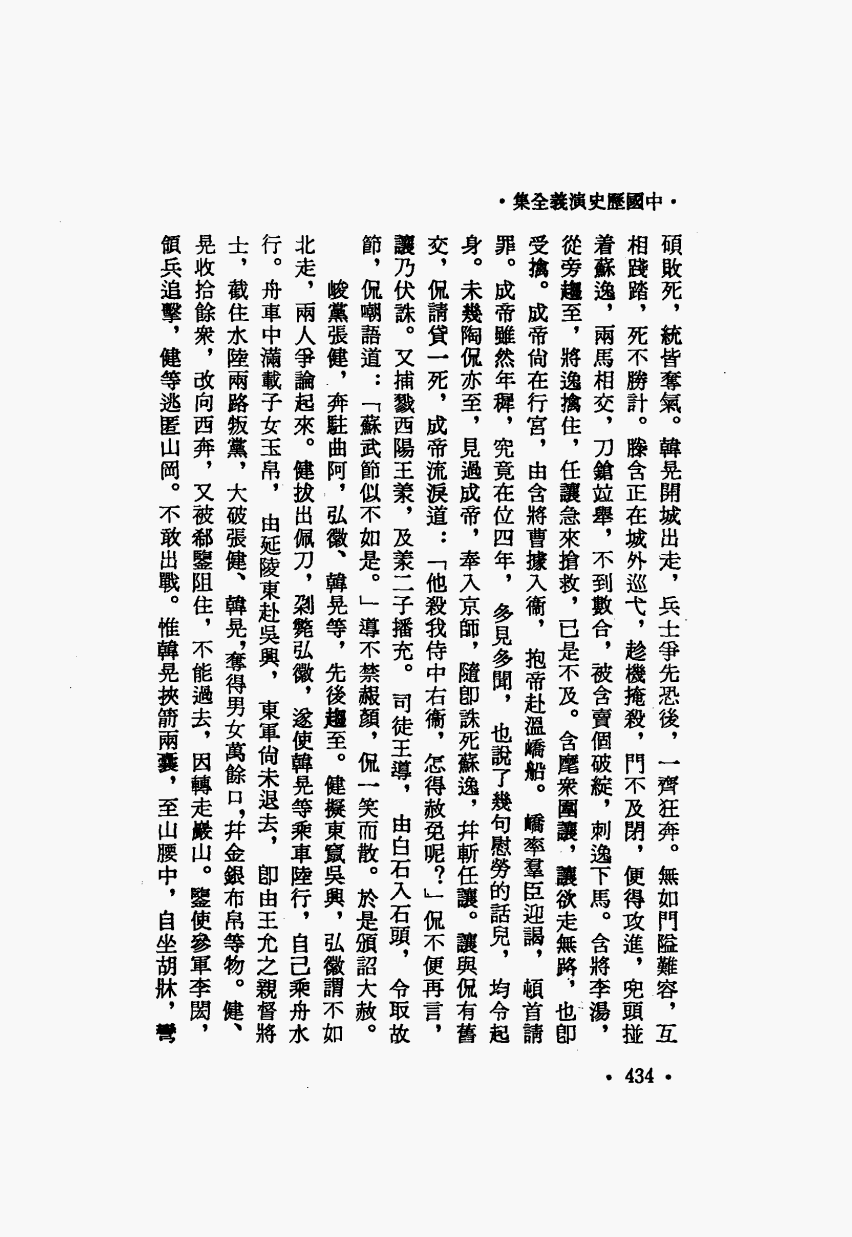 ·中國歷史演義全集·
碩敗死，統皆奪氣。韓晃開城出走，兵士爭先恐後，一齊狂奔。無如門隘難容，互
相踐踏，死不勝計。滕含正在城外巡弋，趁機掩殺，門不及閉，便得攻進，兜頭碰
着蘇逸，兩馬相交，刀鎗竝舉，不到數合，被含賣個破綻，刺逸下馬。含將李湯，
從旁趨至，將逸擒住，任讓急來搶救，已是不及。含麾衆圍讓，讓欲走無路，也卽
受擒。成帝尙在行宮，由含將曹據入衞，抱帝赴溫嶠船。嶠率羣臣迎謁，頓首請
罪。成帝雖然年穉，究竟在位四年，多見多聞，也說了幾句慰勞的話兒，均令起
身。未幾陶侃亦至，見過成帝，奉入京師，隨卽誅死蘇逸，幷斬任讓。讓與侃有舊
交，侃請貸一死，成帝流淚道：「他殺我侍中右衞，怎得赦免呢？」侃不便再言，
讓乃伏誅。又捕戮西陽王羕，及羕二子播充。司徒王導，由白石入石頭，令取故
節，侃嘲語道：「蘇武節似不如是。」導不禁赧顏，侃一笑而散。於是頒詔大赦。
峻黨張健，奔駐曲阿，弘徽、韓晃等，先後趨至。健擬東竄吳興，弘徽謂不如
北走，兩人爭論起來。健拔出佩刀，剁斃弘徽，遂使韓晃等乘車陸行，自己乘舟水
行。舟車中滿載子女玉帛，由延陵東赴吳興，東軍尙未退去，卽由王允之親督將
士，截住水陸兩路叛黨，大破張健、韓晃，奪得男女萬餘口，幷金銀布帛等物。健、
晃收拾餘衆，改向西奔，又被郗鑒阻住，不能過去，因轉走巖山。鑒使參軍李閎，
領兵追擊，健等逃匿山岡。不敢出戰。惟韓晃挾箭兩囊，至山腰中，自坐胡牀，彎
·434·